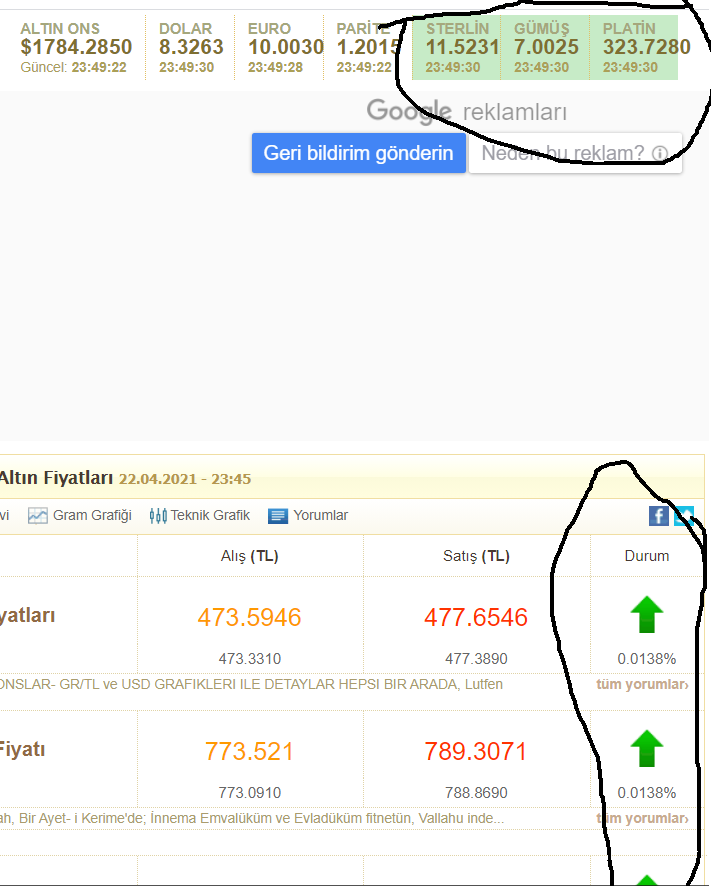 ALTIN ONS DOLAR EURO PARİTE STERLİN GÜMÜŞ PLATİN
$1784.2850 8.3263 10.0030 1.2015 11.5231 7.0025 323.7280
Güncel: 23:49:22 23:49:30 23:49:28 23:49:22 23:49:30 23:49:30 23:49:30
Google reklamları
Geri bildirim gönderin Neden bu reklam?
Altın Fiyatları 22.04.2021 - 23:45
vi Gram Grafiği Teknik Grafik Yorumlar
Alış (TL) Satış (TL) Durum
yatları 473.5946 477.6546
473.3310 477.3890 0.0138%
ONSLAR- GR/TL ve USD GRAFIKLERI ILE DETAYLAR HEPSI BIR ARADA, Lutfen tüm yorumlar›
Fiyatı 773.521 789.3071
773.0910 788.8690 0.0138%
ah, Bir Ayet- i Kerime'de; İnnema Emvalüküm ve Evladüküm fitnetün, Vallahu inde... tüm yorumlar›